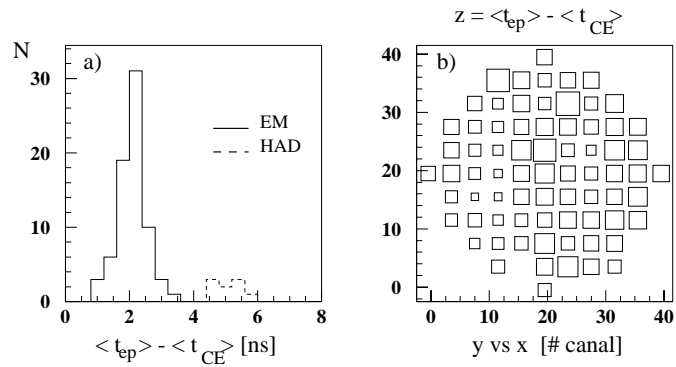 z = <t_ep> - < t_CE >
N
a)
b)
EM
HAD
30
20
10
0
40
30
20
10
0
0 2 4 6 8
0 10 20 30 40
< t_ep> - < t_CE > [ns]
y vs x [# canal]